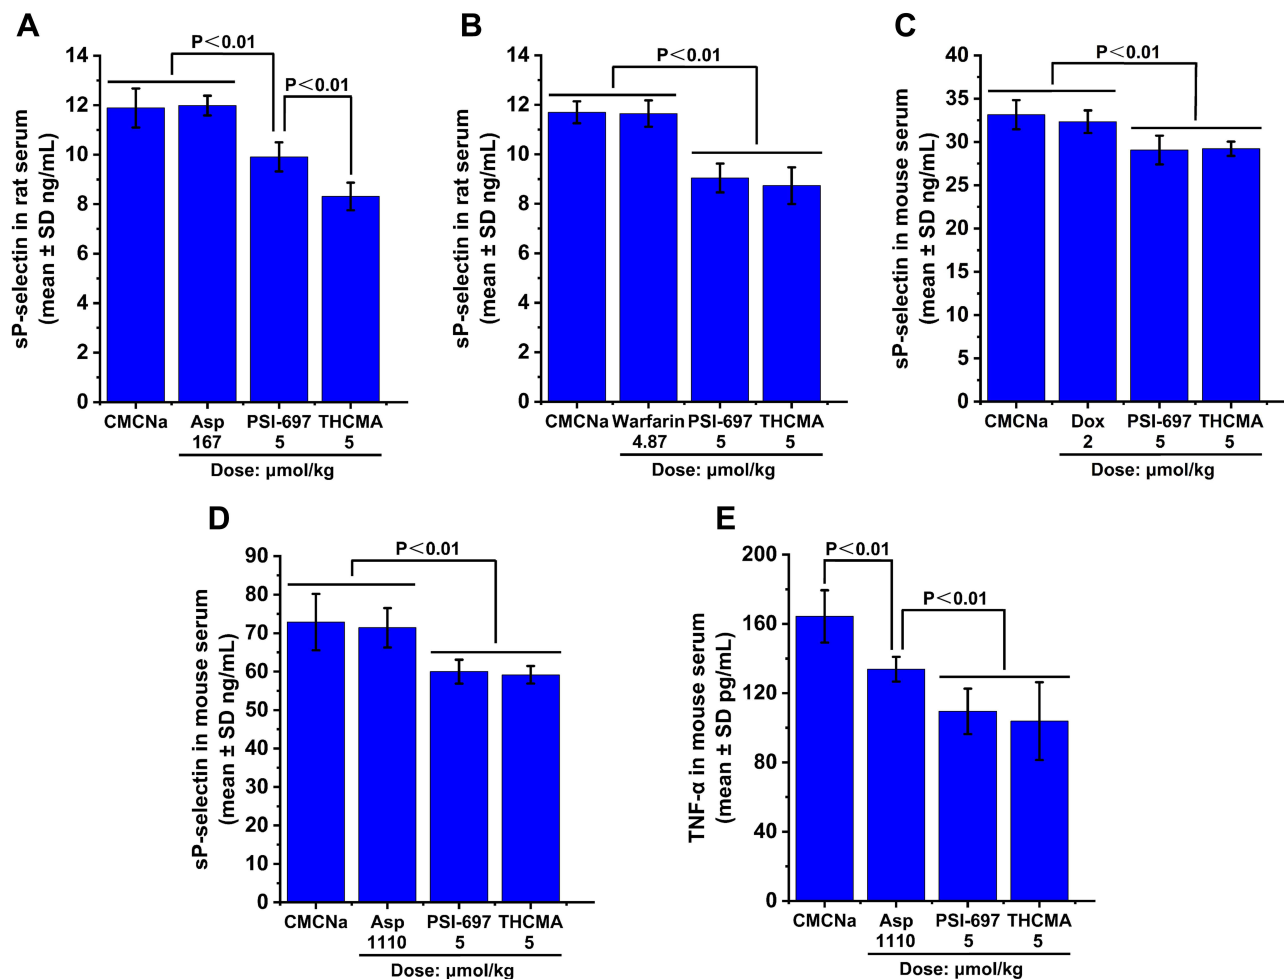 A
P<0.01
P<0.01
sP-selectin in rat serum
(mean ± SD ng/mL)
14
12
10
8
6
4
2
0
CMCNa Asp PSI-697 THCMA
167 5 5
Dose: µmol/kg
B
P<0.01
sP-selectin in rat serum
(mean ± SD ng/mL)
14
12
10
8
6
4
2
0
CMCNa Warfarin PSI-697 THCMA
4.87 5 5
Dose: µmol/kg
C
P<0.01
sP-selectin in mouse serum
(mean ± SD ng/mL)
40
35
30
25
20
15
10
5
0
CMCNa Dox PSI-697 THCMA
2 5 5
Dose: µmol/kg
D
P<0.01
sP-selectin in mouse serum
(mean ± SD ng/mL)
90
80
70
60
50
40
30
20
10
0
CMCNa Asp PSI-697 THCMA
1110 5 5
Dose: µmol/kg
E
P<0.01
P<0.01
TNF-α in mouse serum
(mean ± SD pg/mL)
200
160
120
80
40
0
CMCNa Asp PSI-697 THCMA
1110 5 5
Dose: µmol/kg